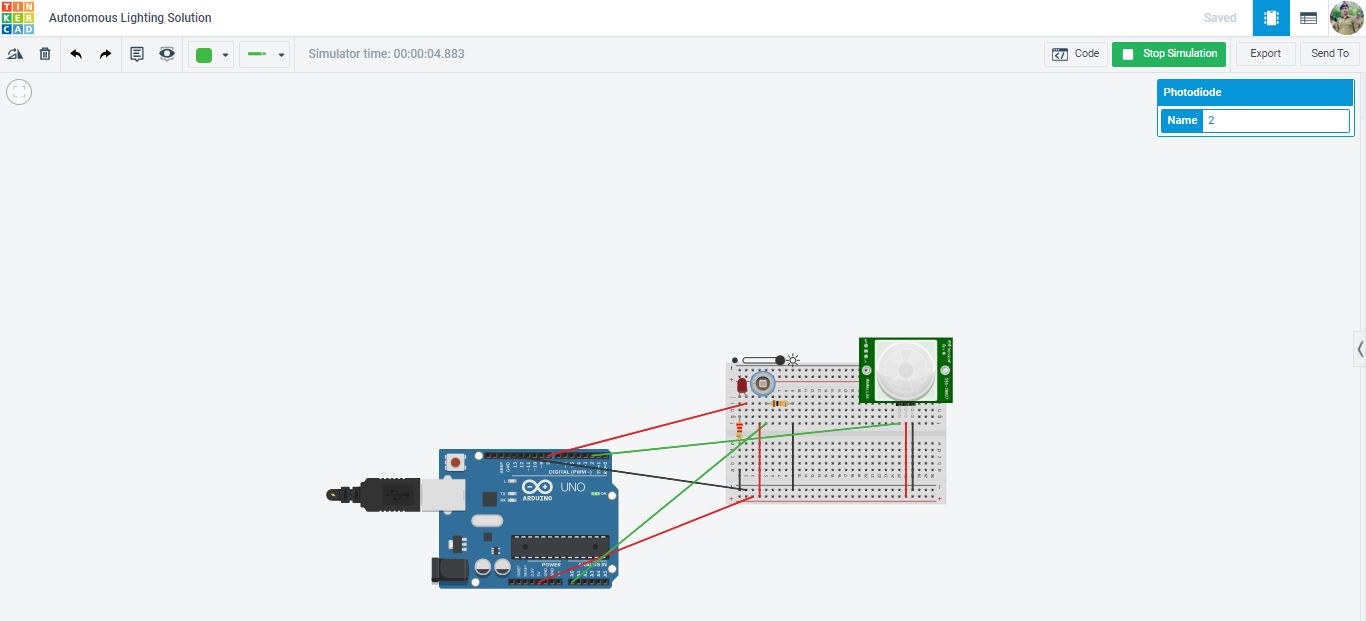 TIN
KER
CAD
Autonomous Lighting Solution
Saved
Simulator time: 00:00:04.883
Code
Stop Simulation
Export
Send To
Photodiode
Name 2
DIGITAL (PWM~)
UNO
ARDUINO
POWER
ANALOG IN